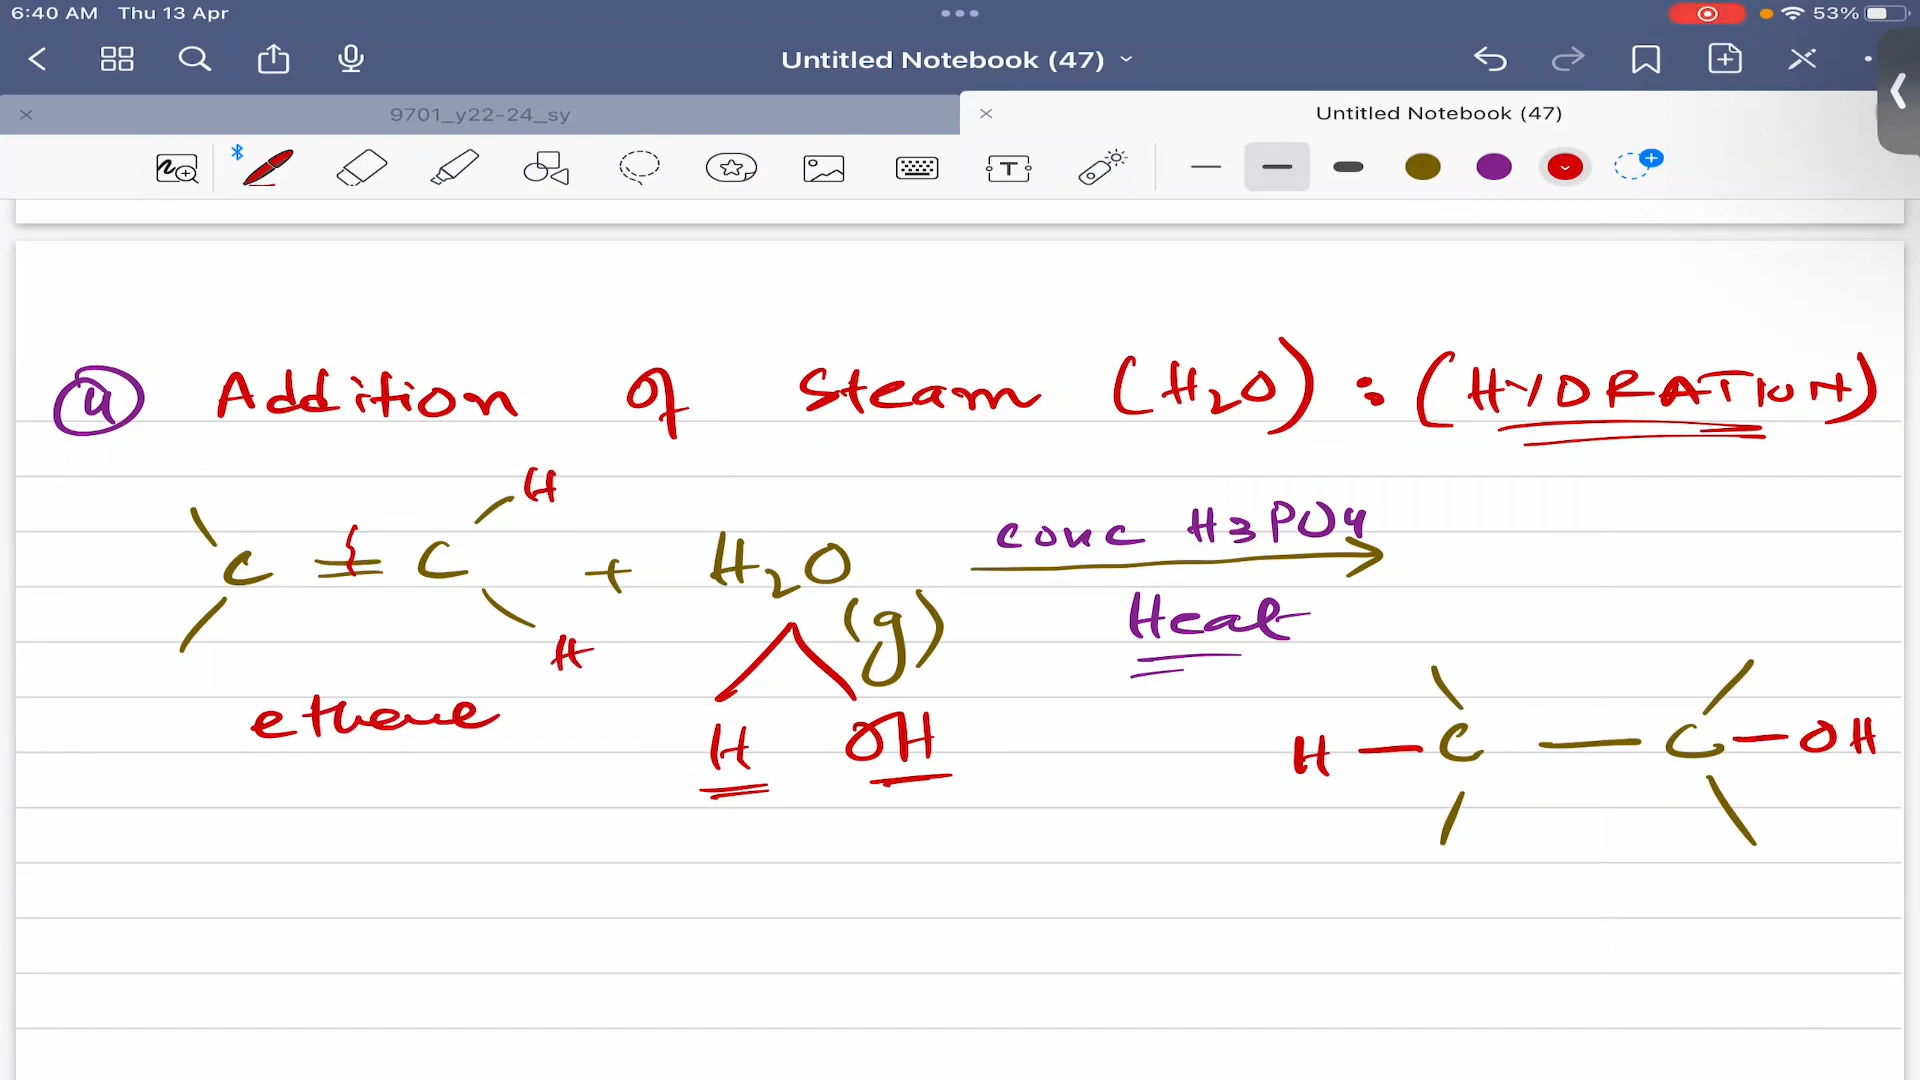 6:40 AM Thu 13 Apr
53%
Untitled Notebook (47)
9701_y22-24_sy
Untitled Notebook (47)
T
4 Addition of Steam (H2O) : (HYDRATION)
H
C = C + H2O conc H3PO4
(g) Heat
H
ethene H OH
H — C — C — OH